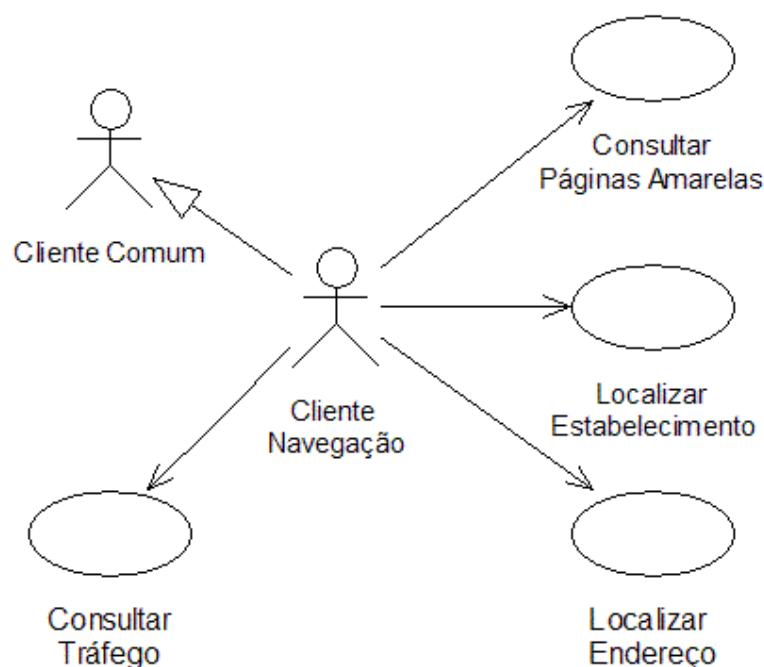 Consultar
Páginas Amarelas
Cliente Comum
Localizar
Estabelecimento
Cliente
Navegação
Consultar
Tráfego
Localizar
Endereço